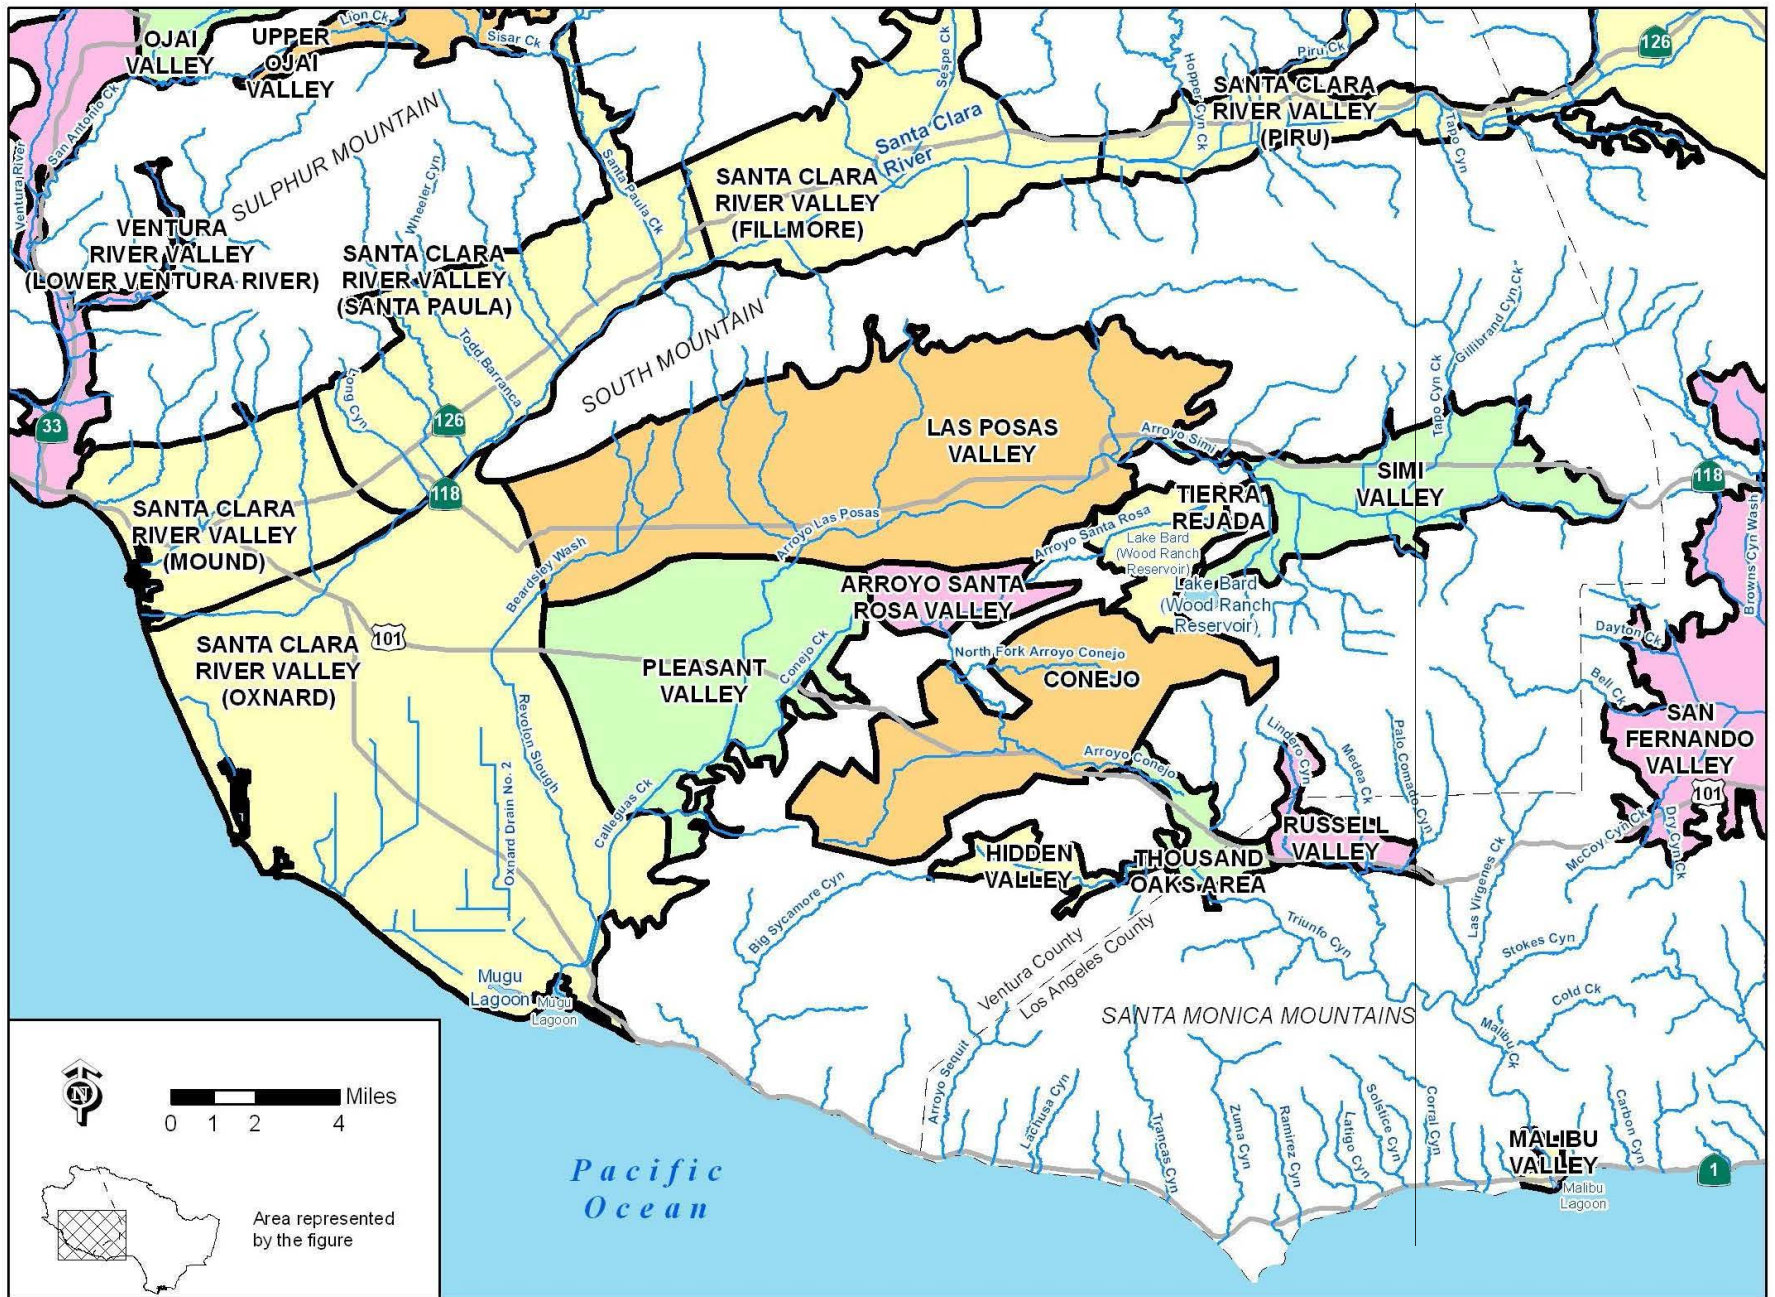 Lion Ck
OJAI
VALLEY
UPPER
OJAI
VALLEY
Sisar Ck
Sespe Ck
Hopper Cyn Ck
Piru Ck
126
SANTA CLARA
RIVER VALLEY
(PIRU)
Tapo Cyn
San Antonio Ck
Ventura River
SULPHUR MOUNTAIN
Wheeler Cyn
Santa Paula Ck
Santa Clara
River
SANTA CLARA
RIVER VALLEY
(FILLMORE)
VENTURA
RIVER VALLEY
(LOWER VENTURA RIVER)
SANTA CLARA
RIVER VALLEY
(SANTA PAULA)
Todd Barranca
Long Cyn
SOUTH MOUNTAIN
Gillibrand Cyn Ck
Tapo Cyn Ck
33
126
118
LAS POSAS
VALLEY
Arroyo Simi
SIMI
VALLEY
118
SANTA CLARA
RIVER VALLEY
(MOUND)
Arroyo Las Posas
Beardsley Wash
TIERRA
REJADA
Arroyo Santa Rosa
Lake Bard
(Wood Ranch
Reservoir)
Lake Bard
(Wood Ranch
Reservoir)
Browns Cyn Wash
ARROYO SANTA
ROSA VALLEY
SANTA CLARA
RIVER VALLEY
(OXNARD)
101
PLEASANT
VALLEY
Conejo Ck
North Fork Arroyo Conejo
CONEJO
Dayton Ck
Bell Ck
SAN
FERNANDO
VALLEY
101
Revolon Slough
Oxnard Drain No. 2
Calleguas Ck
Arroyo Conejo
Lindero Cyn
Medea Ck
Palo Comado Cyn
RUSSELL
VALLEY
McCoy Cyn Ck
Dry Cyn Ck
HIDDEN
VALLEY
THOUSAND
OAKS AREA
Las Virgenes Ck
Big Sycamore Cyn
Triunfo Cyn
Stokes Cyn
Ventura County
Los Angeles County
Mugu
Lagoon
Mugu
Lagoon
SANTA MONICA MOUNTAINS
Cold Ck
Malibu Ck
Arroyo Sequit
Lachusa Cyn
Trancas Cyn
Zuma Cyn
Ramirez Cyn
Latigo Cyn
Solstice Cyn
Corral Cyn
Carbon Cyn
MALIBU
VALLEY
Malibu
Lagoon
1
N
Miles
0 1 2 4
Area represented
by the figure
Pacific
Ocean